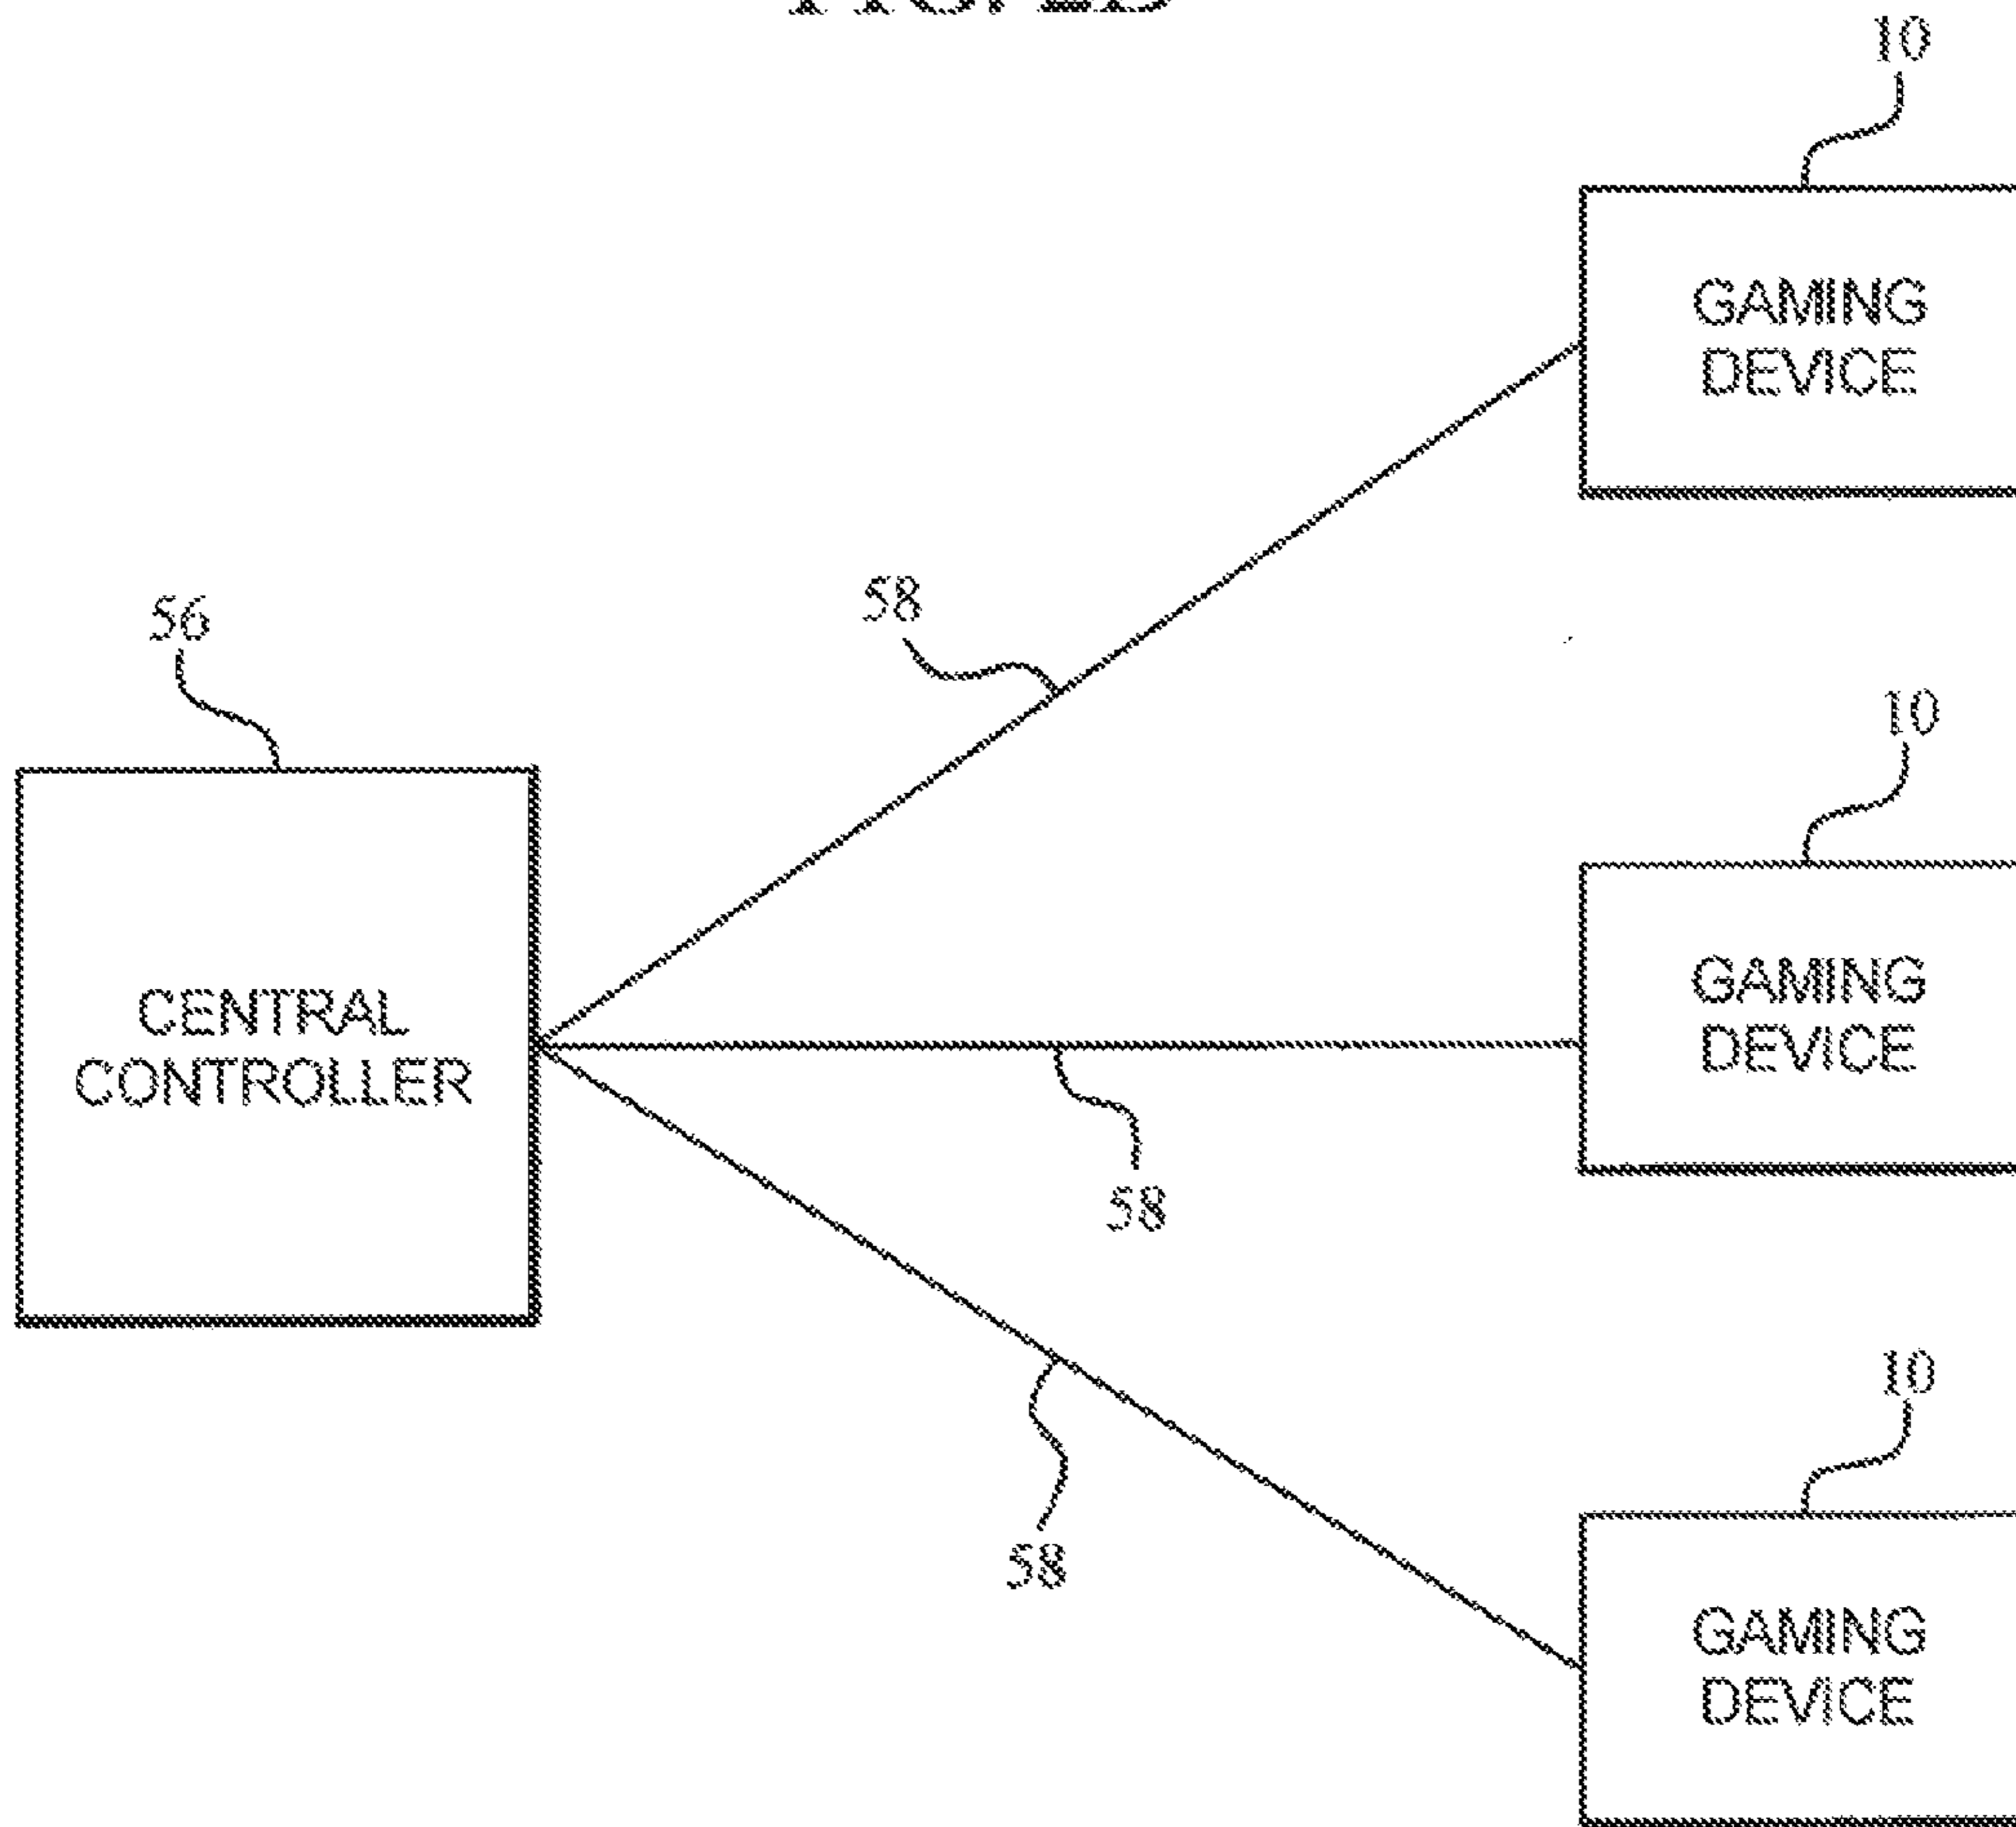 10
GAMING
DEVICE
58
56
10
CENTRAL
CONTROLLER
GAMING
DEVICE
58
10
58
GAMING
DEVICE